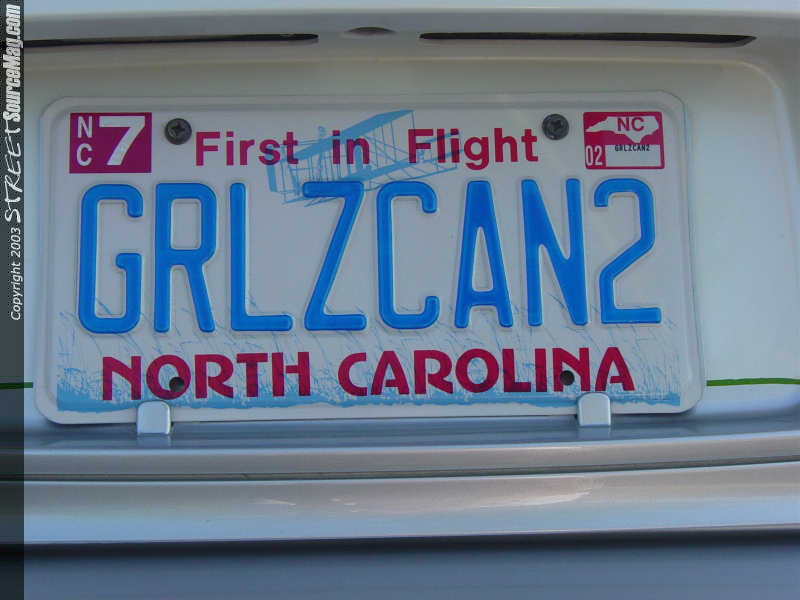 NC 7
First in Flight
NC
02 GRLZCAN2
GRLZCAN2
NORTH CAROLINA
Copyright 2003 STREETSourceMag.com